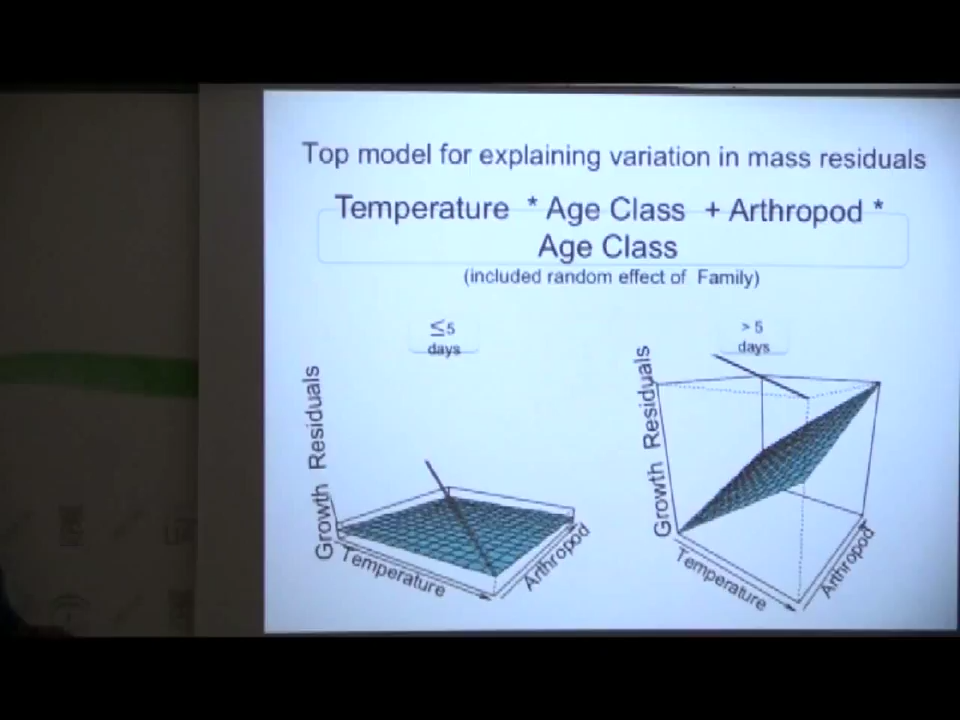 Top model for explaining variation in mass residuals
Temperature * Age Class + Arthropod *
Age Class
(included random effect of Family)
≤5
days
> 5
days
Growth Residuals
Temperature
Arthropod
Growth Residuals
Temperature
Arthropod